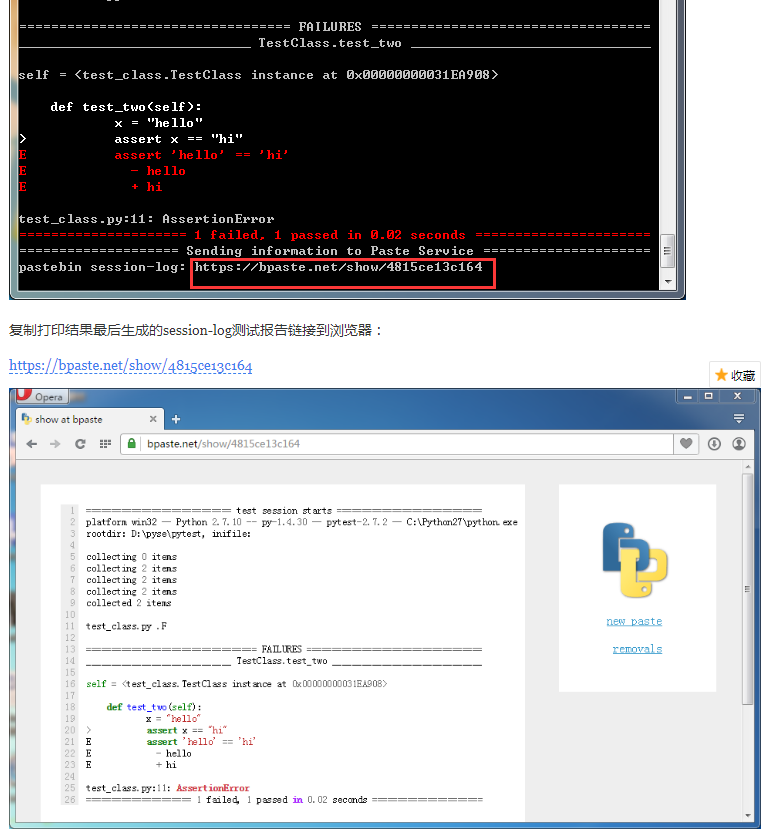 ================================== FAILURES ===================================
_____________________________ TestClass.test_two ______________________________
self = <test_class.TestClass instance at 0x00000000031EA908>
def test_two(self):
x = "hello"
> assert x == "hi"
E assert 'hello' == 'hi'
E - hello
E + hi
test_class.py:11: AssertionError
===================== 1 failed, 1 passed in 0.02 seconds ======================
==================== Sending information to Paste Service =====================
pastebin session-log: https://bpaste.net/show/4815ce13c164
复制打印结果最后生成的session-log测试报告链接到浏览器：
https://bpaste.net/show/4815ce13c164
收藏
Opera
show at bpaste
bpaste.net/show/4815ce13c164
1 ============================= test session starts =============================
2 platform win32 -- Python 2.7.10 -- py-1.4.30 -- pytest-2.7.2 -- C:\Python27\python.exe
3 rootdir: D:\pyse\pytest, inifile:
4
5 collecting 0 items
6 collecting 2 items
7 collecting 2 items
8 collecting 2 items
9 collected 2 items
10
11 test_class.py .F
12
13 ================================== FAILURES ===================================
14 _____________________________ TestClass.test_two ______________________________
15
16 self = <test_class.TestClass instance at 0x00000000031EA908>
17
18 def test_two(self):
19 x = "hello"
20 > assert x == "hi"
21 E assert 'hello' == 'hi'
22 E - hello
23 E + hi
24
25 test_class.py:11: AssertionError
26 ===================== 1 failed, 1 passed in 0.02 seconds ======================
new paste
removals